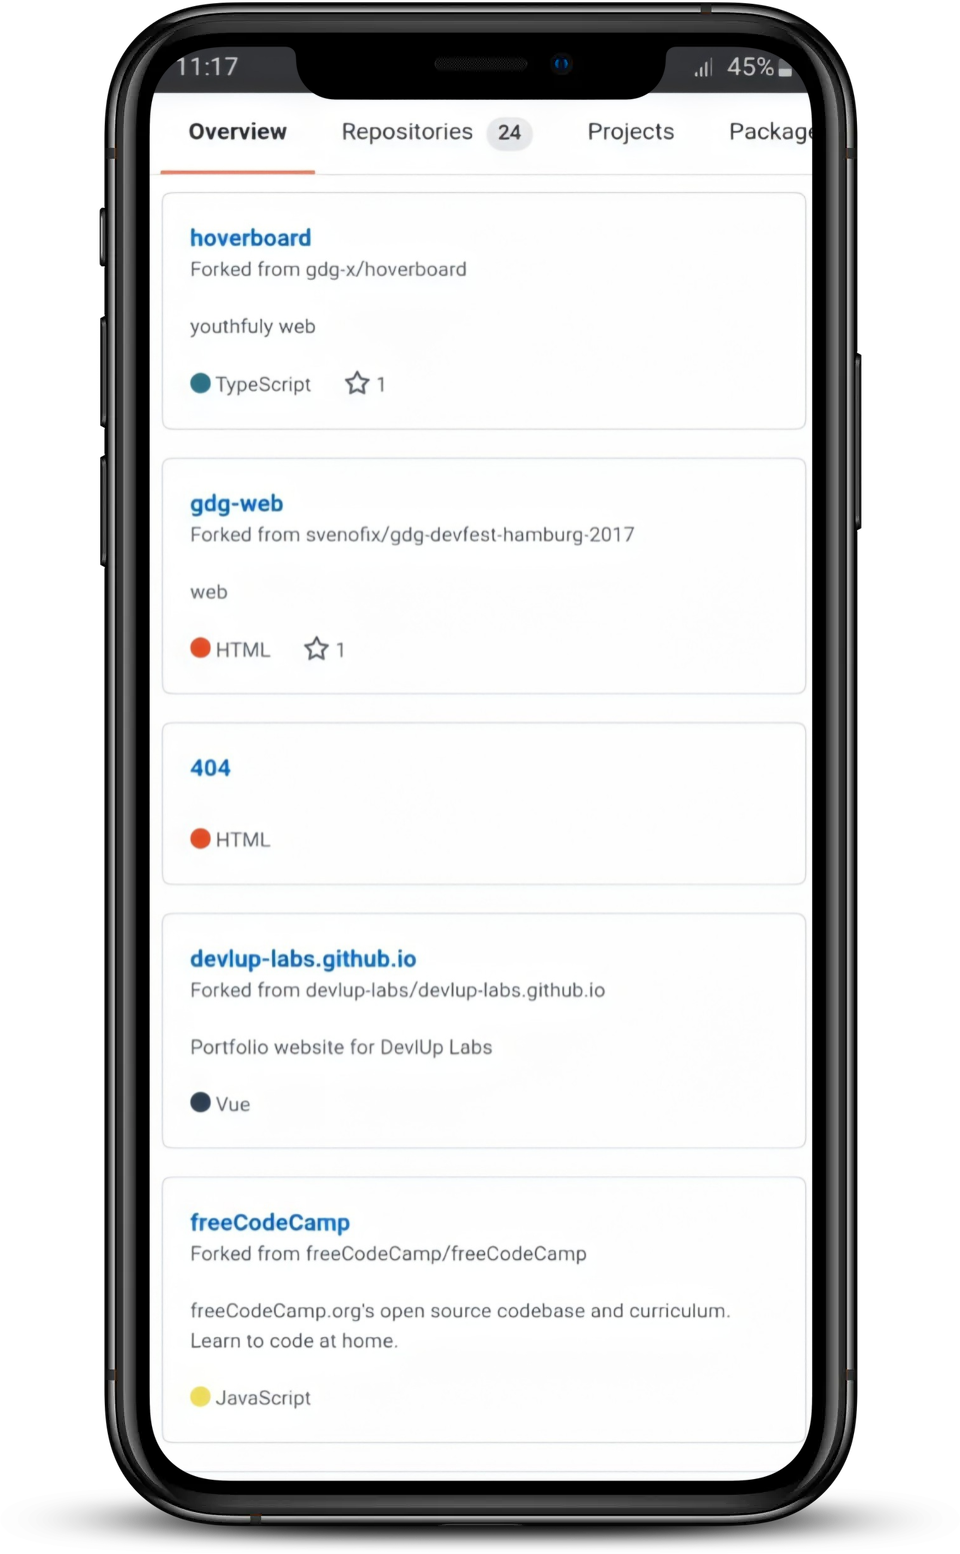 11:17 45%
Overview Repositories 24 Projects Package
hoverboard
Forked from gdg-x/hoverboard
youthfuly web
TypeScript 1
gdg-web
Forked from svenofix/gdg-devfest-hamburg-2017
web
HTML 1
404
HTML
devlup-labs.github.io
Forked from devlup-labs/devlup-labs.github.io
Portfolio website for DevlUp Labs
Vue
freeCodeCamp
Forked from freeCodeCamp/freeCodeCamp
freeCodeCamp.org's open source codebase and curriculum.
Learn to code at home.
JavaScript